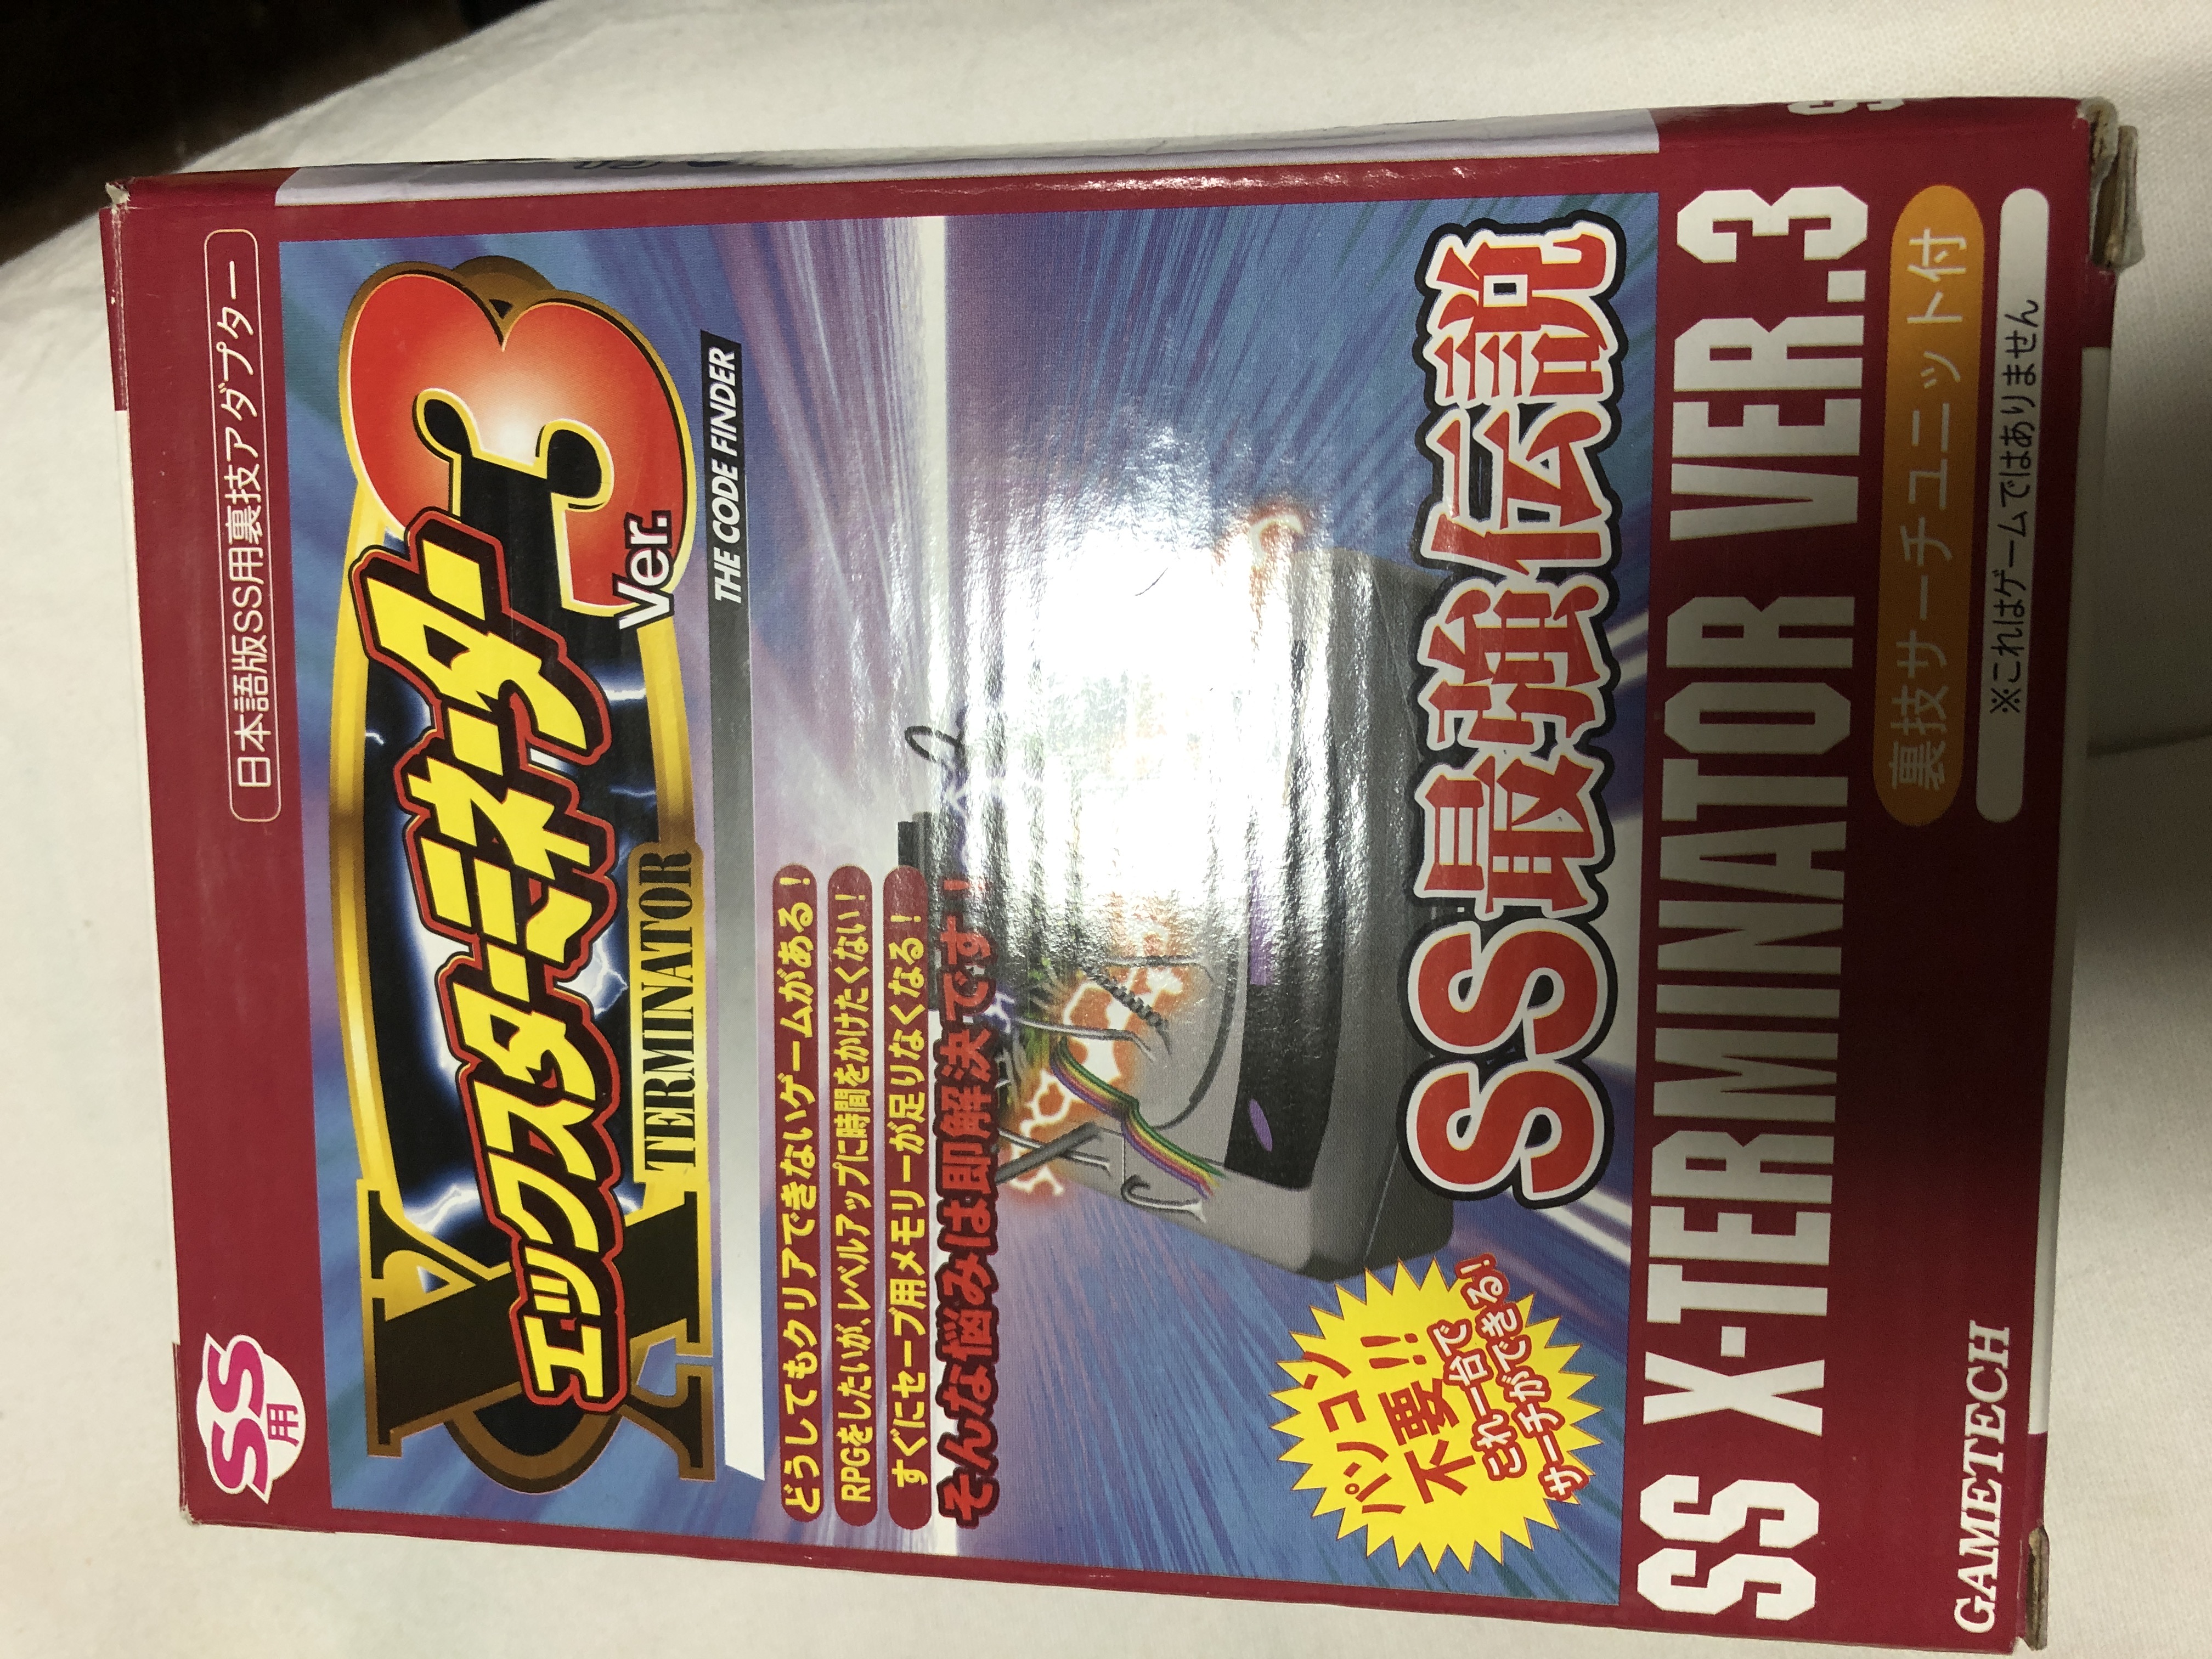 SS用
日本語版SS用裏技アダプター
X
エックスターミネーター
Ver.3
TERMINATOR
THE CODE FINDER
どうしてもクリアできないゲームがある!
RPGをしたいが、レベルアップに時間をかけたくない!
すぐにセーブ用メモリーが足りなくなる!
そんな悩みは即解決です!
パソコン
不要!!
これ一台で
サーチができる!
SS最強伝説
SS X-TERMINATOR VER.3
裏技サーチユニット付
GAMETECH
※これはゲームではありません